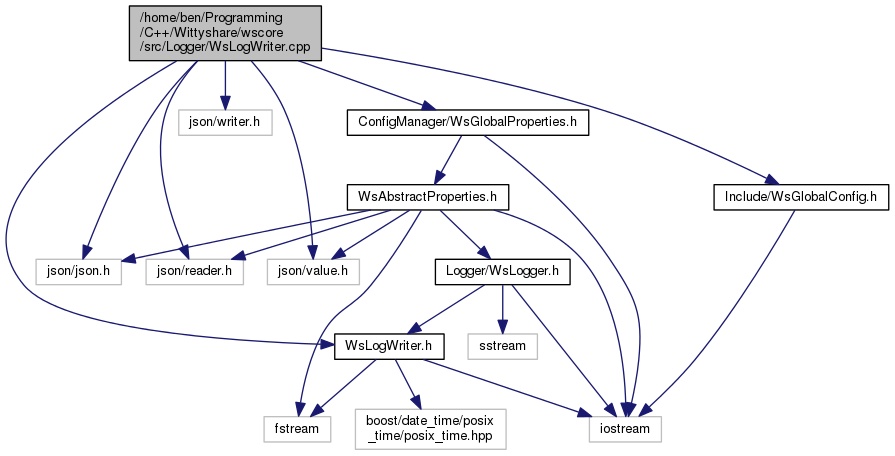 /home/ben/Programming
/C++/Wittyshare/wscore
/src/Logger/WsLogWriter.cpp
json/writer.h
ConfigManager/WsGlobalProperties.h
WsAbstractProperties.h
Include/WsGlobalConfig.h
json/json.h
json/reader.h
json/value.h
Logger/WsLogger.h
WsLogWriter.h
sstream
fstream
boost/date_time/posix
_time/posix_time.hpp
iostream